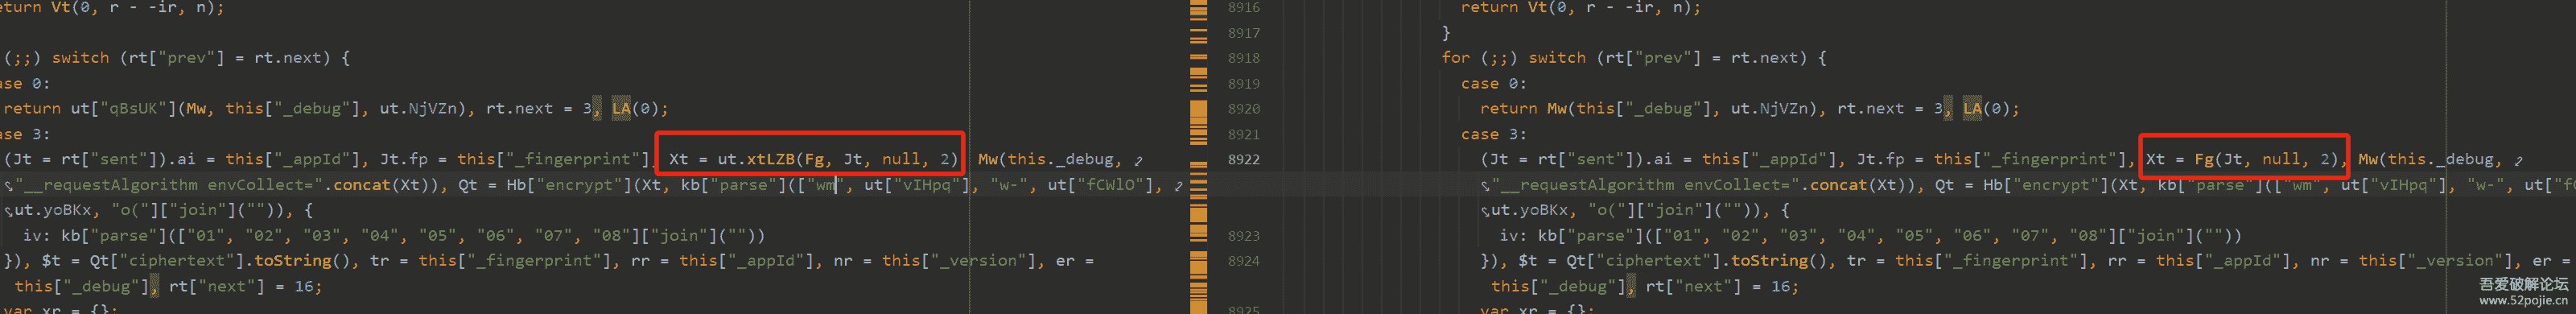 eturn Vt(0, r - -ir, n);
(;;) switch (rt["prev"] = rt.next) {
ase 0:
return ut["qBsUK"](Mw, this["_debug"], ut.NjVZn), rt.next = 3, LA(0);
ase 3:
(Jt = rt["sent"]).ai = this["_appId"], Jt.fp = this["_fingerprint"], Xt = ut.xtLZB(Fg, Jt, null, 2), Mw(this._debug,
"__requestAlgorithm envCollect=".concat(Xt)), Qt = Hb["encrypt"](Xt, kb["parse"](["wm", ut["vIHpq"], "w-", ut["fCWlO"],
ut.yoBKx, "o("]["join"]("")), {
iv: kb["parse"](["01", "02", "03", "04", "05", "06", "07", "08"]["join"](""))
}), $t = Qt["ciphertext"].toString(), tr = this["_fingerprint"], rr = this["_appId"], nr = this["_version"], er =
this["_debug"], rt["next"] = 16;
var xr = {};
8916 return Vt(0, r - -ir, n);
8917 }
8918 for (;;) switch (rt["prev"] = rt.next) {
8919 case 0:
8920 return Mw(this["_debug"], ut.NjVZn), rt.next = 3, LA(0);
8921 case 3:
8922 (Jt = rt["sent"]).ai = this["_appId"], Jt.fp = this["_fingerprint"], Xt = Fg(Jt, null, 2), Mw(this._debug,
"__requestAlgorithm envCollect=".concat(Xt)), Qt = Hb["encrypt"](Xt, kb["parse"](["wm", ut["vIHpq"], "w-", ut["f
ut.yoBKx, "o("]["join"]("")), {
8923 iv: kb["parse"](["01", "02", "03", "04", "05", "06", "07", "08"]["join"](""))
8924 }), $t = Qt["ciphertext"].toString(), tr = this["_fingerprint"], rr = this["_appId"], nr = this["_version"], er =
this["_debug"], rt["next"] = 16;
8925 var xr = {};
吾爱破解论坛
www.52pojie.cn